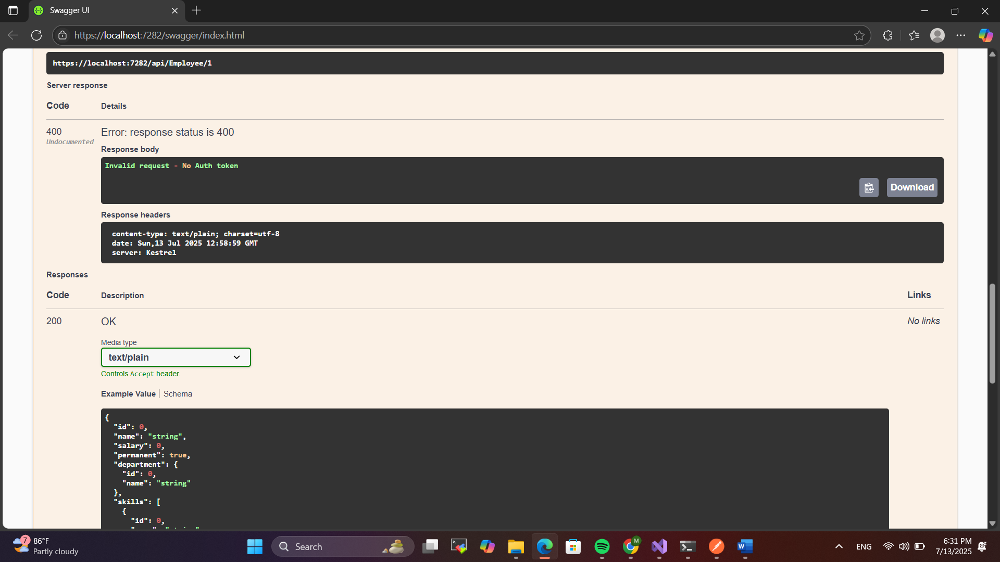 Swagger UI
https://localhost:7282/swagger/index.html
https://localhost:7282/api/Employee/1
Server response
Code Details
400 Error: response status is 400
Undocumented
Response body
Invalid request - No Auth token
Download
Response headers
content-type: text/plain; charset=utf-8
date: Sun,13 Jul 2025 12:58:59 GMT
server: Kestrel
Responses
Code Description Links
200 OK No links
Media type
text/plain
Controls Accept header.
Example Value Schema
{
"id": 0,
"name": "string",
"salary": 0,
"permanent": true,
"department": {
"id": 0,
"name": "string"
},
"skills": [
{
"id": 0,
7 86°F
Partly cloudy
Search
M
W
ENG
6:31 PM
7/13/2025